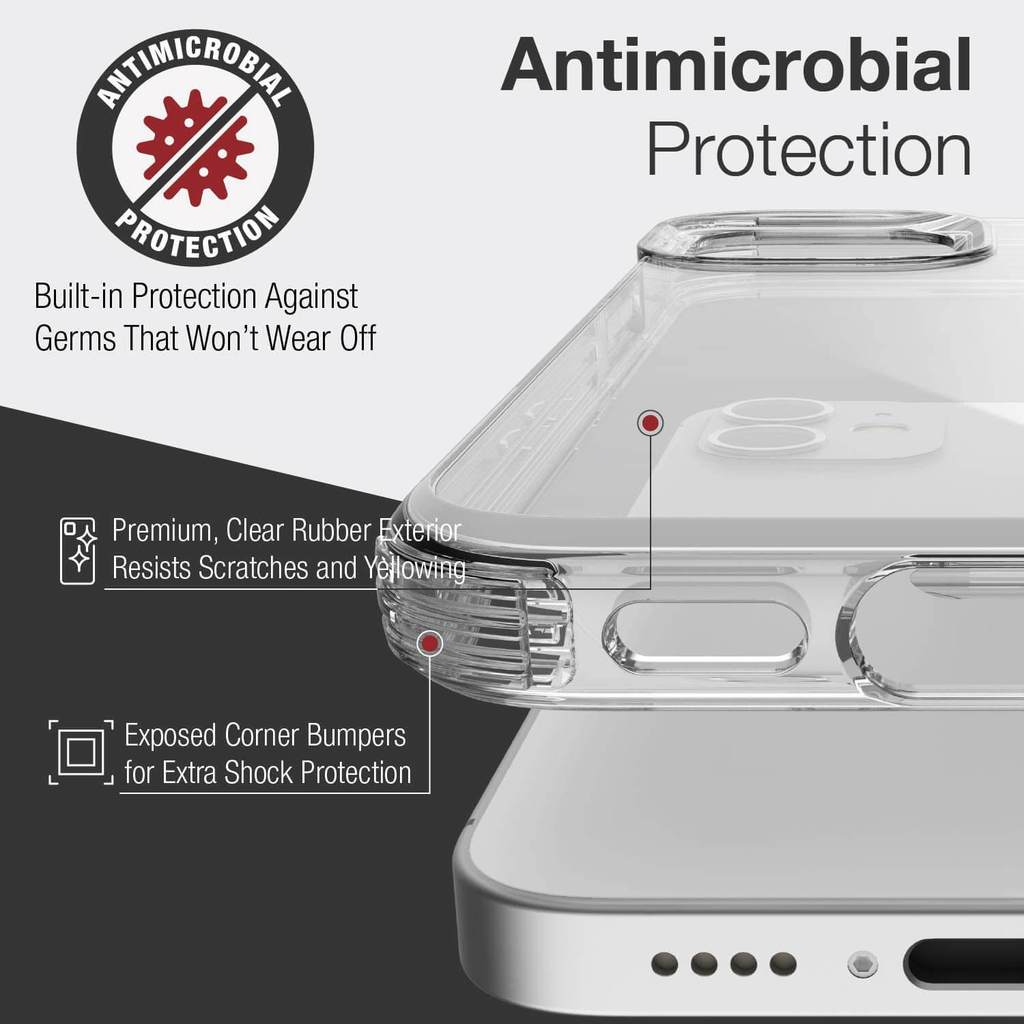 ANTIMICROBIAL
PROTECTION
Antimicrobial
Protection
Built-in Protection Against
Germs That Won't Wear Off
Premium, Clear Rubber Exterior
Resists Scratches and Yellowing
Exposed Corner Bumpers
for Extra Shock Protection